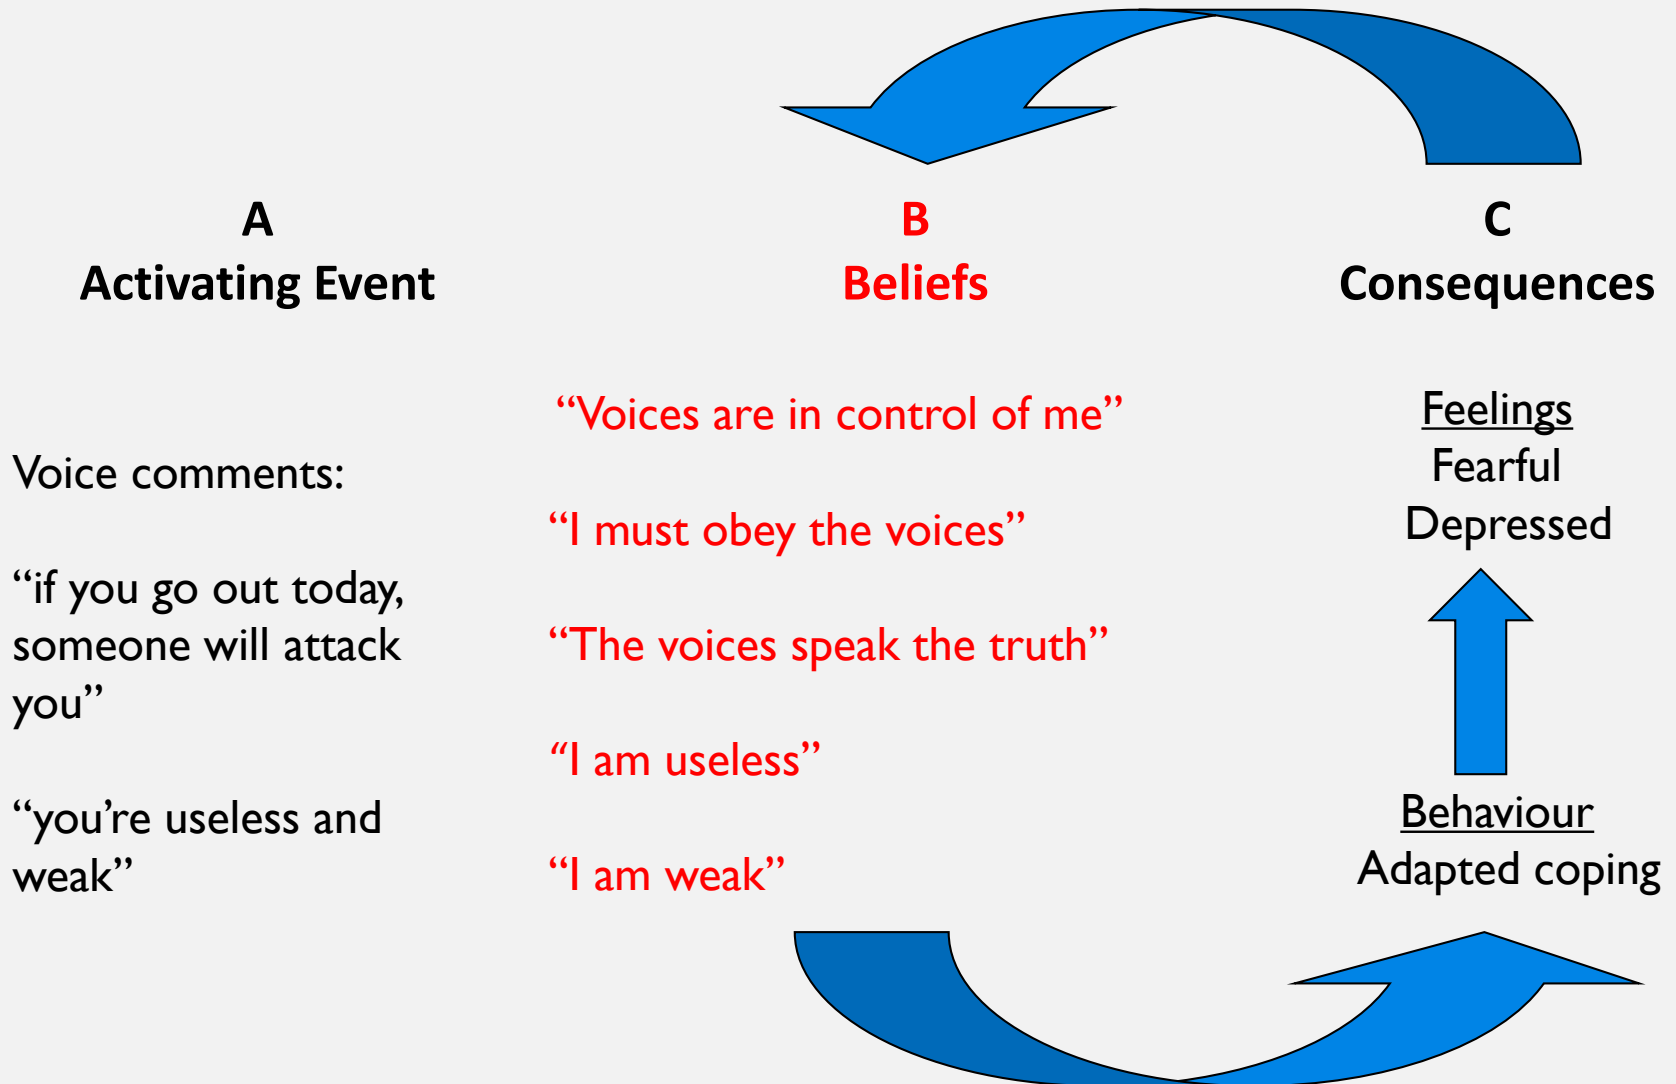 A
Activating Event
B
Beliefs
C
Consequences
Voice comments:
“if you go out today,
someone will attack
you”
“you’re useless and
weak”
“Voices are in control of me”
“I must obey the voices”
“The voices speak the truth”
“I am useless”
“I am weak”
Feelings
Fearful
Depressed
Behaviour
Adapted coping